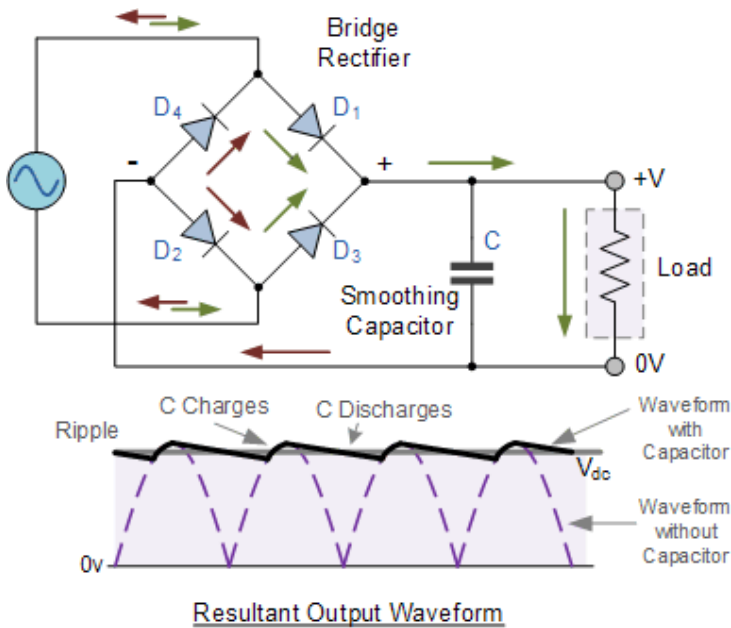 Bridge
Rectifier
D4
D1
-
+
+V
D2
D3
C
Load
Smoothing
Capacitor
0V
C Charges
C Discharges
Waveform
with
Capacitor
Ripple
Vdc
Waveform
without
Capacitor
0v
Resultant Output Waveform